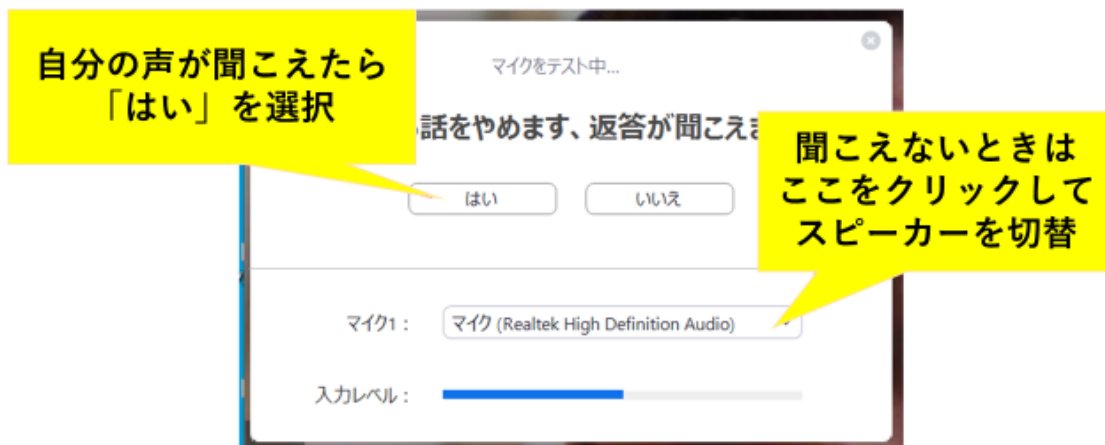 自分の声が聞こえたら
「はい」を選択
マイクをテスト中...
話をやめます、返答が聞こえま
聞こえないときは
ここをクリックして
スピーカーを切替
はい
いいえ
マイク1：
マイク (Realtek High Definition Audio)
入力レベル：